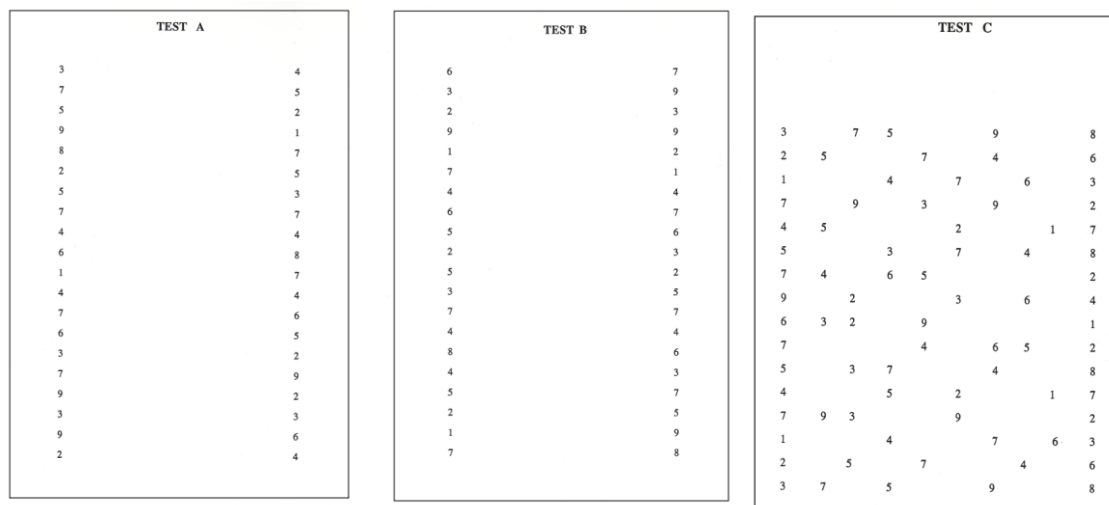 TEST A
3 4
7 5
5 2
9 1
8 7
2 5
5 3
7 7
4 4
6 8
1 7
4 4
7 6
6 5
3 2
7 9
9 2
3 3
9 6
2 4
TEST B
6 7
3 9
2 3
9 9
1 2
7 1
4 4
6 7
5 6
2 3
5 2
3 5
7 7
4 4
8 6
4 3
5 7
2 5
1 9
7 8
TEST C
3 7 5 9 8
2 5 7 4 6
1 4 7 6 3
7 9 3 9 2
4 5 2 1 7
5 3 7 4 8
7 4 6 5 2
9 2 3 6 4
6 3 2 9 1
7 4 6 5 2
5 3 7 4 8
4 5 2 1 7
7 9 3 9 2
1 4 7 6 3
2 5 7 4 6
3 7 5 9 8